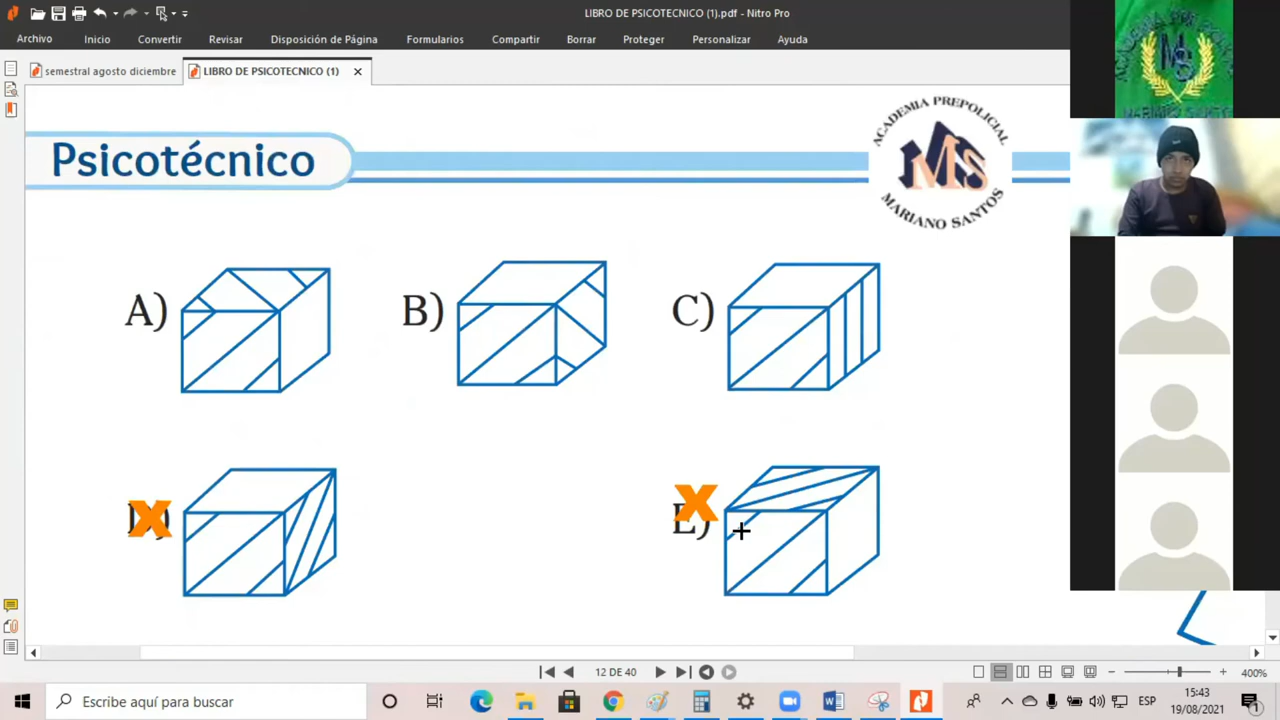 LIBRO DE PSICOTECNICO (1).pdf - Nitro Pro
Archivo Inicio Convertir Revisar Disposición de Página Formularios Compartir Borrar Proteger Personalizar Ayuda
semestral agosto diciembre LIBRO DE PSICOTECNICO (1)
Psicotécnico
ACADEMIA PREPOLICIAL
MS
MARIANO SANTOS
A) B) C)
E)
12 DE 40
400%
Escribe aquí para buscar
ESP
15:43
19/08/2021